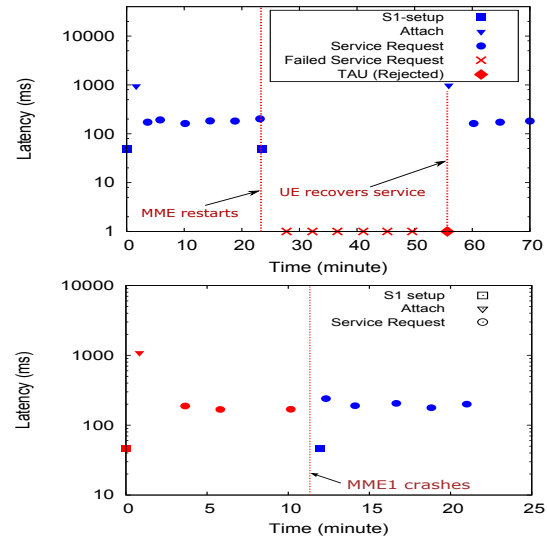 S1-setup
Attach
Service Request
Failed Service Request
TAU (Rejected)
10000
1000
100
10
1
Latency (ms)
MME restarts
UE recovers service
0 10 20 30 40 50 60 70
Time (minute)
S1 setup
Attach
Service Request
10000
1000
100
10
Latency (ms)
MME1 crashes
0 5 10 15 20 25
Time (minute)